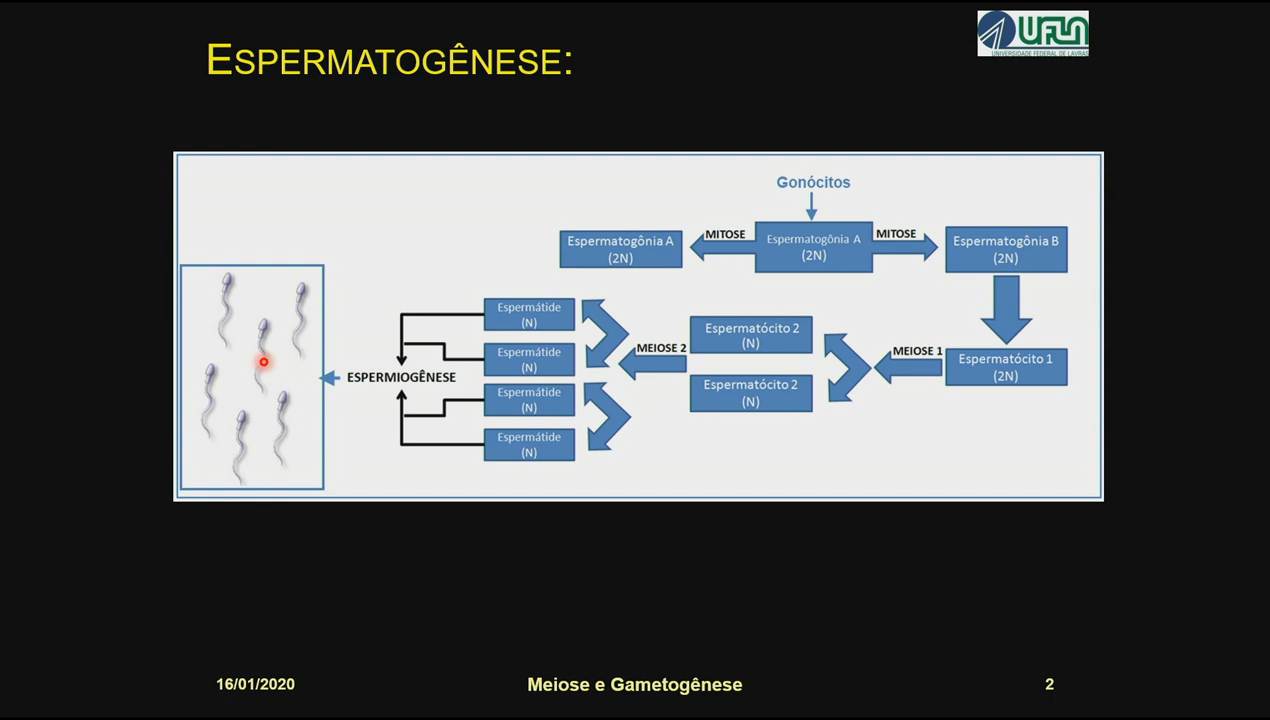 ESPERMATOGÊNESE:
UFLA
UNIVERSIDADE FEDERAL DE LAVRAS
Gonócitos
Espermatogônia A
(2N)
MITOSE
Espermatogônia A
(2N)
MITOSE
Espermatogônia B
(2N)
Espermátide
(N)
Espermátide
(N)
Espermátide
(N)
Espermátide
(N)
MEIOSE 2
Espermatócito 2
(N)
Espermatócito 2
(N)
MEIOSE 1
Espermatócito 1
(2N)
ESPERMIOGÊNESE
16/01/2020
Meiose e Gametogênese
2